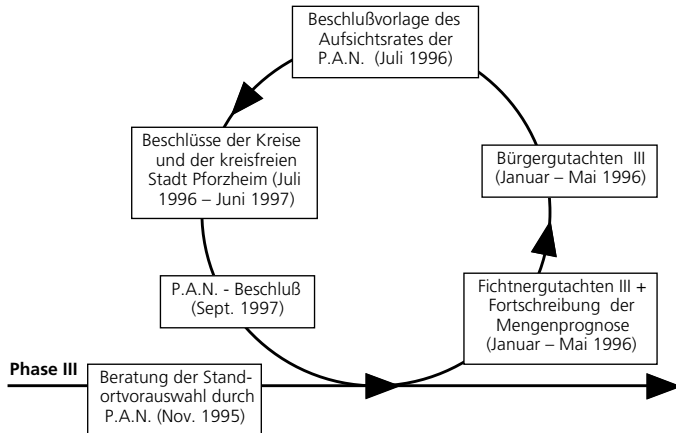 Beschlußvorlage des
Aufsichtsrates der
P.A.N. (Juli 1996)
Beschlüsse der Kreise
und der kreisfreien
Stadt Pforzheim (Juli
1996 – Juni 1997)
Bürgergutachten III
(Januar – Mai 1996)
P.A.N. - Beschluß
(Sept. 1997)
Fichtnergutachten III +
Fortschreibung der
Mengenprognose
(Januar – Mai 1996)
Phase III
Beratung der Stand-
ortvorauswahl durch
P.A.N. (Nov. 1995)